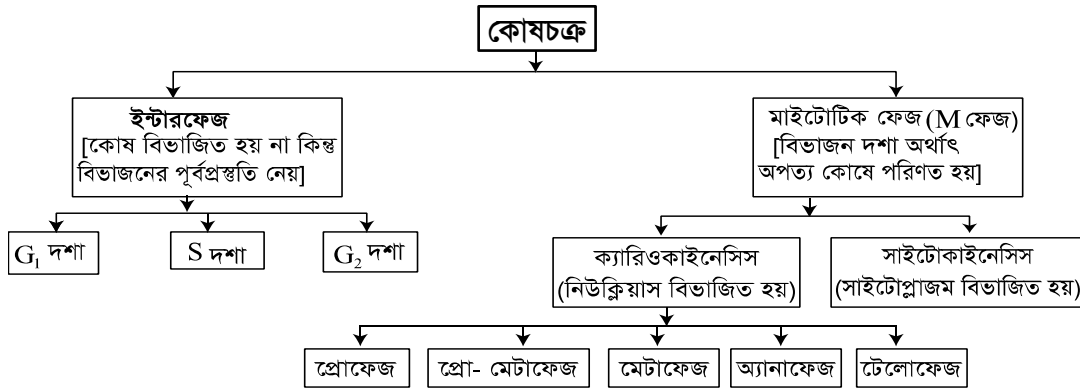 কোষচক্র
ইন্টারফেজ
[কোষ বিভাজিত হয় না কিন্তু
বিভাজনের পূর্বপ্রস্তুতি নেয়]
মাইটোটিক ফেজ (M ফেজ)
[বিভাজন দশা অর্থাৎ
অপত্য কোষে পরিণত হয়]
G₁ দশা
S দশা
G₂ দশা
ক্যারিওকাইনেসিস
(নিউক্লিয়াস বিভাজিত হয়)
সাইটোকাইনেসিস
(সাইটোপ্লাজম বিভাজিত হয়)
প্রোফেজ
প্রো- মেটাফেজ
মেটাফেজ
অ্যানাফেজ
টেলোফেজ